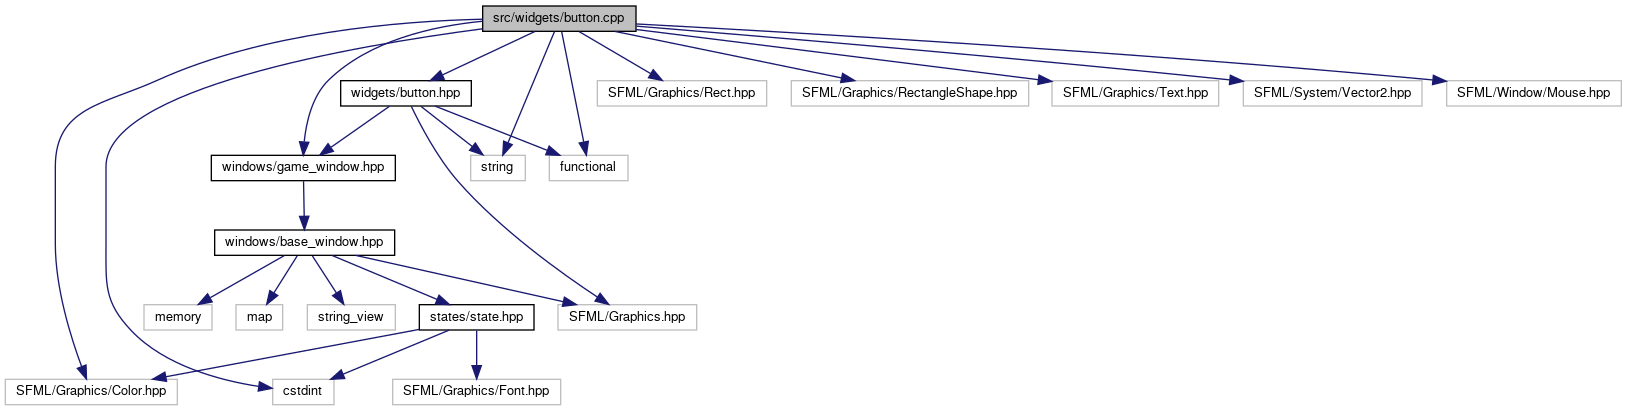 src/widgets/button.cpp
widgets/button.hpp
SFML/Graphics/Rect.hpp
SFML/Graphics/RectangleShape.hpp
SFML/Graphics/Text.hpp
SFML/System/Vector2.hpp
SFML/Window/Mouse.hpp
windows/game_window.hpp
string
functional
windows/base_window.hpp
memory
map
string_view
states/state.hpp
SFML/Graphics.hpp
SFML/Graphics/Color.hpp
cstdint
SFML/Graphics/Font.hpp